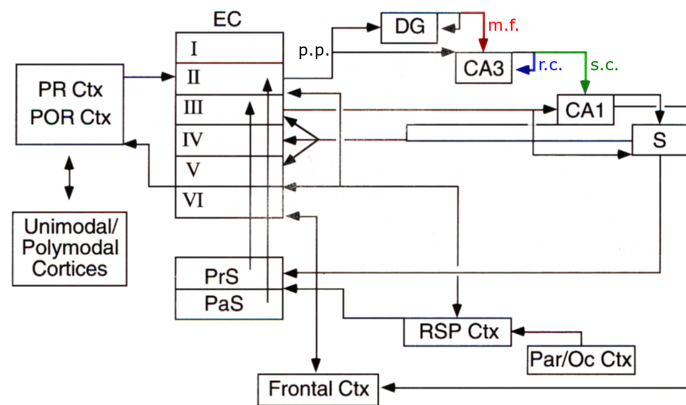 EC
I
II
III
IV
V
VI
DG
m.f.
p.p.
CA3
r.c.
s.c.
CA1
S
PR Ctx
POR Ctx
Unimodal/
Polymodal
Cortices
PrS
PaS
RSP Ctx
Par/Oc Ctx
Frontal Ctx